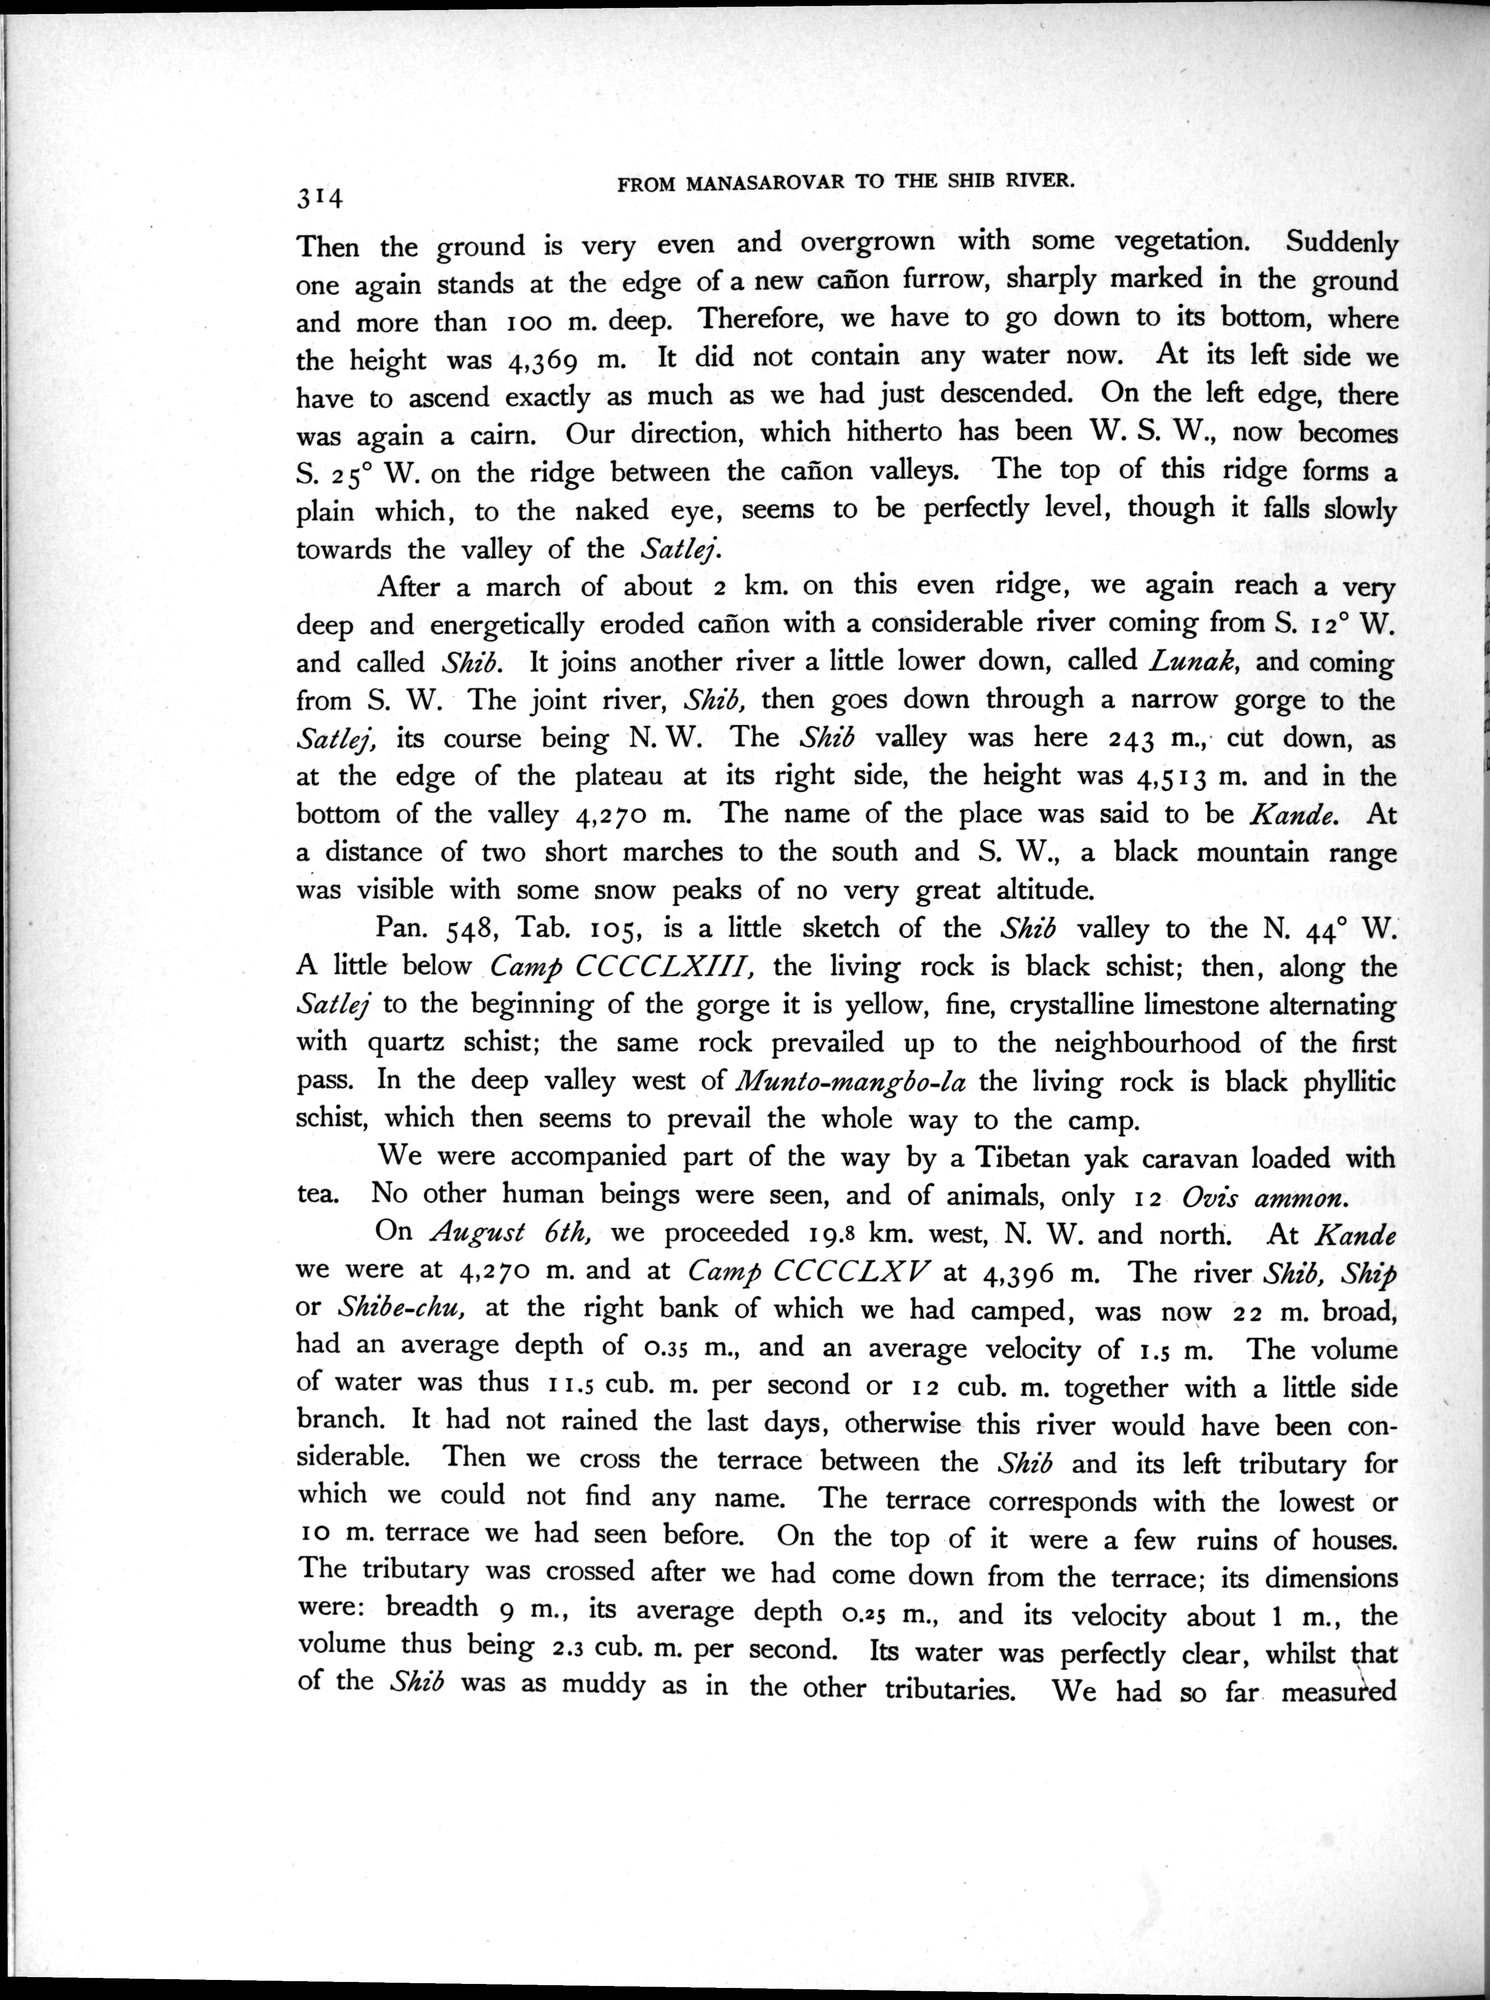 314
FROM MANASAROVAR TO THE SHIB RIVER.
Then the ground is very even and overgrown with some vegetation. Suddenly
one again stands at the edge of a new cañon furrow, sharply marked in the ground
and more than 100 m. deep. Therefore, we have to go down to its bottom, where
the height was 4,369 m. It did not contain any water now. At its left side we
have to ascend exactly as much as we had just descended. On the left edge, there
was again a cairn. Our direction, which hitherto has been W. S. W., now becomes
S. 25° W. on the ridge between the cañon valleys. The top of this ridge forms a
plain which, to the naked eye, seems to be perfectly level, though it falls slowly
towards the valley of the Satlej.
After a march of about 2 km. on this even ridge, we again reach a very
deep and energetically eroded cañon with a considerable river coming from S. 12° W.
and called Shib. It joins another river a little lower down, called Lunak, and coming
from S. W. The joint river, Shib, then goes down through a narrow gorge to the
Satlej, its course being N. W. The Shib valley was here 243 m., cut down, as
at the edge of the plateau at its right side, the height was 4,513 m. and in the
bottom of the valley 4,270 m. The name of the place was said to be Kande. At
a distance of two short marches to the south and S. W., a black mountain range
was visible with some snow peaks of no very great altitude.
Pan. 548, Tab. 105, is a little sketch of the Shib valley to the N. 44° W.
A little below Camp CCCCLXIII, the living rock is black schist; then, along the
Satlej to the beginning of the gorge it is yellow, fine, crystalline limestone alternating
with quartz schist; the same rock prevailed up to the neighbourhood of the first
pass. In the deep valley west of Munto-mangbo-la the living rock is black phyllitic
schist, which then seems to prevail the whole way to the camp.
We were accompanied part of the way by a Tibetan yak caravan loaded with
tea. No other human beings were seen, and of animals, only 12 Ovis ammon.
On August 6th, we proceeded 19.8 km. west, N. W. and north. At Kande
we were at 4,270 m. and at Camp CCCCLXV at 4,396 m. The river Shib, Ship
or Shibe-chu, at the right bank of which we had camped, was now 22 m. broad,
had an average depth of 0.35 m., and an average velocity of 1.5 m. The volume
of water was thus 11.5 cub. m. per second or 12 cub. m. together with a little side
branch. It had not rained the last days, otherwise this river would have been con-
siderable. Then we cross the terrace between the Shib and its left tributary for
which we could not find any name. The terrace corresponds with the lowest or
10 m. terrace we had seen before. On the top of it were a few ruins of houses.
The tributary was crossed after we had come down from the terrace; its dimensions
were: breadth 9 m., its average depth 0.25 m., and its velocity about 1 m., the
volume thus being 2.3 cub. m. per second. Its water was perfectly clear, whilst that
of the Shib was as muddy as in the other tributaries. We had so far measured